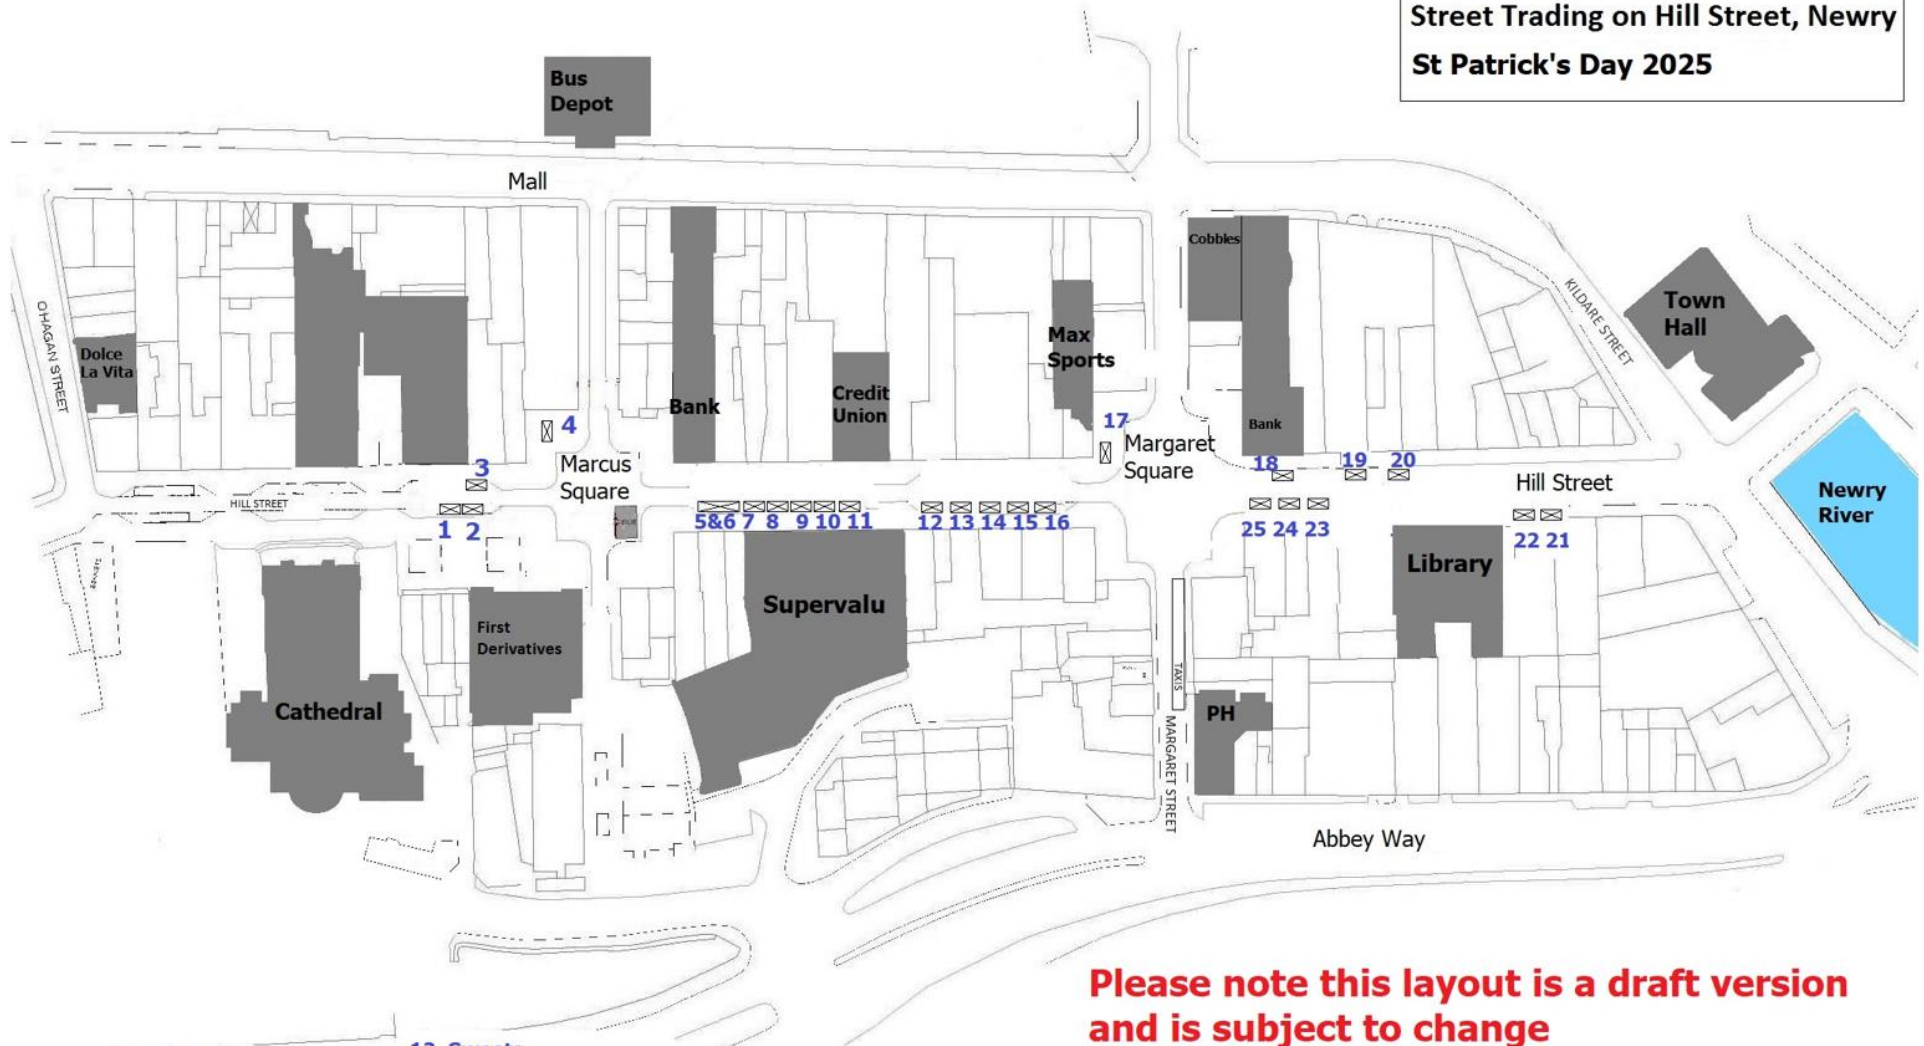 Street Trading on Hill Street, Newry
St Patrick's Day 2025
Bus
Depot
Mall
Cobbles
OHAGAN STREET
KILDARE STREET
Town
Hall
Dolce
La Vita
Max
Sports
Bank
Credit
Union
Bank
4
17
Margaret
Square
3
Marcus
Square
18
19
20
Hill Street
Newry
River
HILL STREET
1
2
5&6
7
8
9
10
11
12
13
14
15
16
25
24
23
22
21
Library
Supervalu
First
Derivatives
TAXIS
Cathedral
PH
MARGARET STREET
Abbey Way
Please note this layout is a draft version
and is subject to change